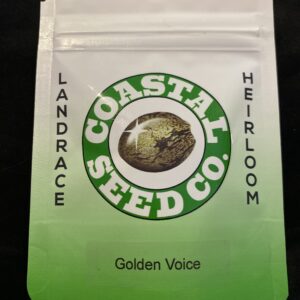 LANDRACE
COASTAL
SEED CO.
HEIRLOOM
Golden Voice